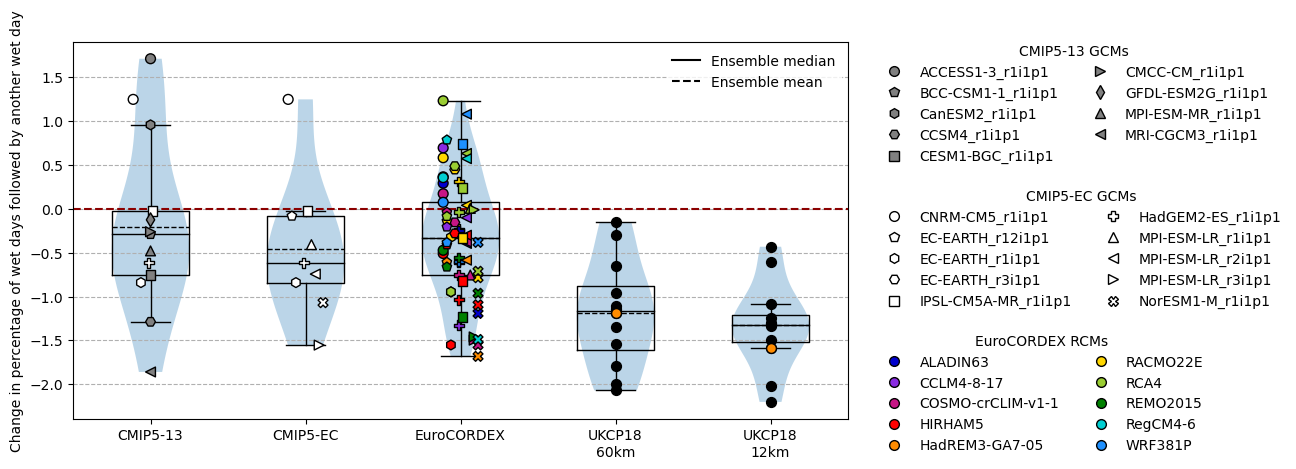 Change in percentage of wet days followed by another wet day
1.5
1.0
0.5
0.0
−0.5
−1.0
−1.5
−2.0
CMIP5-13
CMIP5-EC
EuroCORDEX
UKCP18
60km
UKCP18
12km
Ensemble median
Ensemble mean
CMIP5-13 GCMs
ACCESS1-3_r1i1p1
BCC-CSM1-1_r1i1p1
CanESM2_r1i1p1
CCSM4_r1i1p1
CESM1-BGC_r1i1p1
CMCC-CM_r1i1p1
GFDL-ESM2G_r1i1p1
MPI-ESM-MR_r1i1p1
MRI-CGCM3_r1i1p1
CMIP5-EC GCMs
CNRM-CM5_r1i1p1
EC-EARTH_r12i1p1
EC-EARTH_r1i1p1
EC-EARTH_r3i1p1
IPSL-CM5A-MR_r1i1p1
HadGEM2-ES_r1i1p1
MPI-ESM-LR_r1i1p1
MPI-ESM-LR_r2i1p1
MPI-ESM-LR_r3i1p1
NorESM1-M_r1i1p1
EuroCORDEX RCMs
ALADIN63
CCLM4-8-17
COSMO-crCLIM-v1-1
HIRHAM5
HadREM3-GA7-05
RACMO22E
RCA4
REMO2015
RegCM4-6
WRF381P